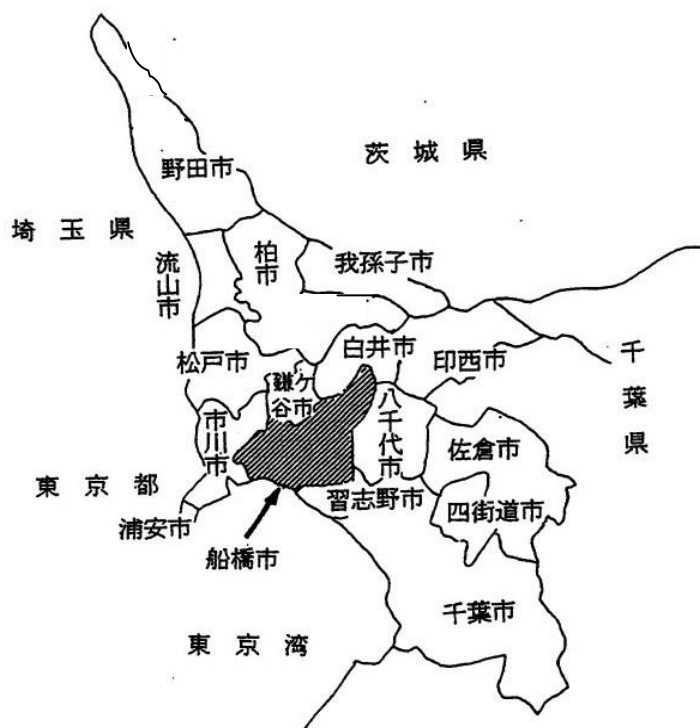 茨城県
野田市
埼玉県
柏市
我孫子市
流山市
千葉県
白井市
松戸市
印西市
鎌ケ
谷市
八千代市
市川市
佐倉市
東京都
習志野市
四街道市
浦安市
船橋市
千葉市
東京湾